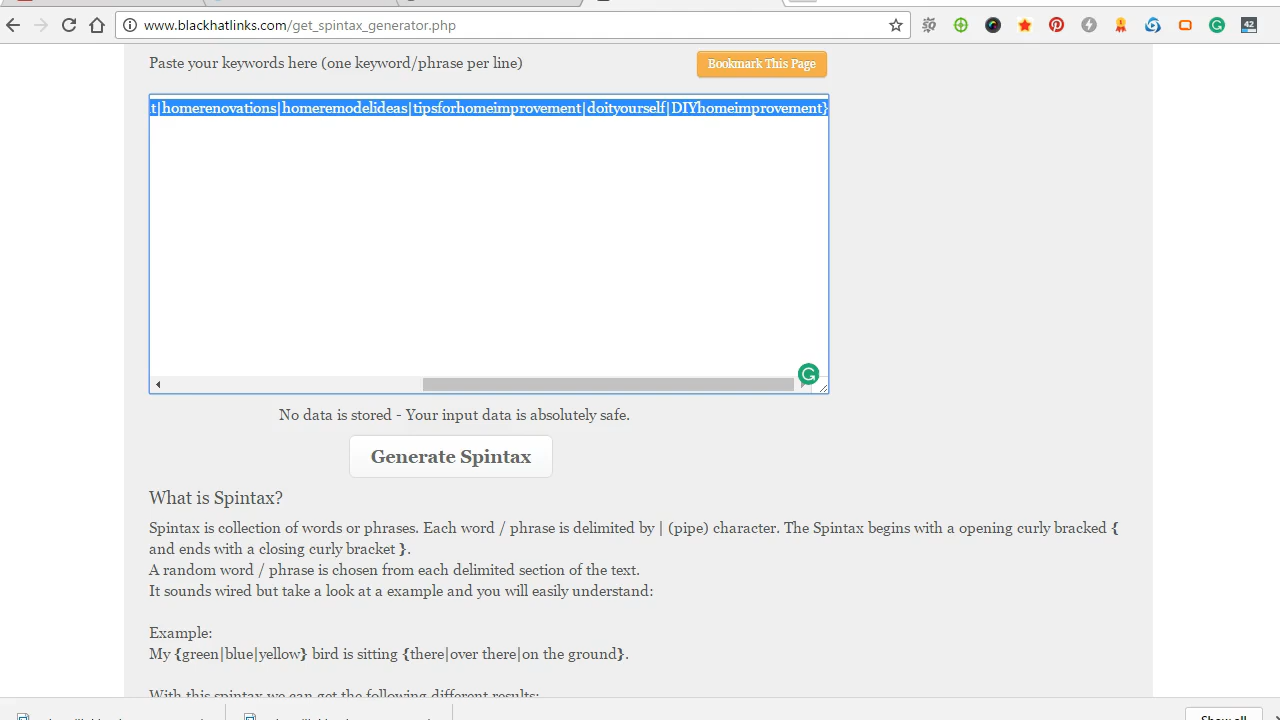 www.blackhatlinks.com/get_spintax_generator.php
42
Paste your keywords here (one keyword/phrase per line)
Bookmark This Page
t|homerenovations|homeremodelideas|tipsforhomeimprovement|doityourself|DIYhomeimprovement}
No data is stored - Your input data is absolutely safe.
Generate Spintax
What is Spintax?
Spintax is collection of words or phrases. Each word / phrase is delimited by | (pipe) character. The Spintax begins with a opening curly bracked {
and ends with a closing curly bracket }.
A random word / phrase is chosen from each delimited section of the text.
It sounds wired but take a look at a example and you will easily understand:
Example:
My {green|blue|yellow} bird is sitting {there|over there|on the ground}.
With this spintax we can get the following different results:
Show all